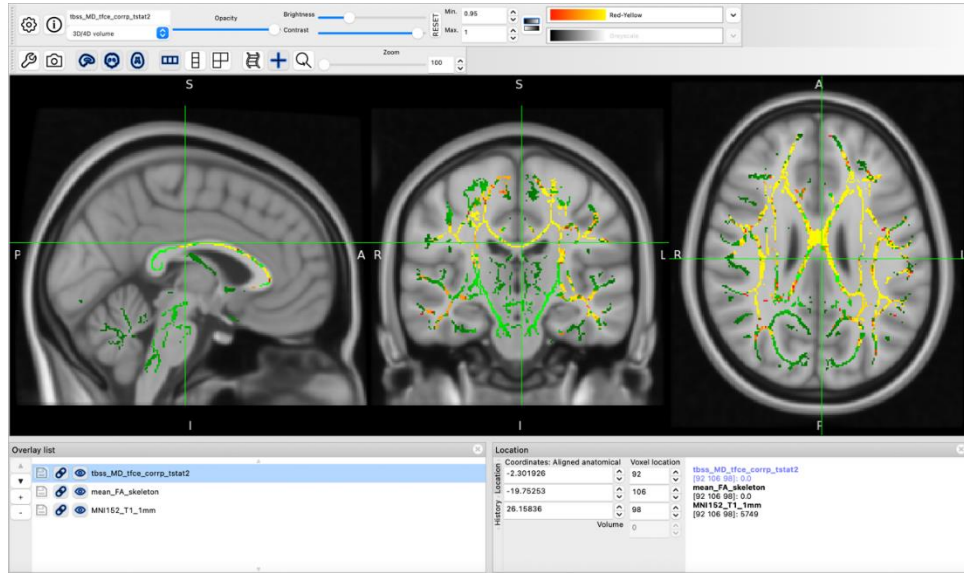 tbss_MD_tfce_corrp_tstat2
3D/4D volume
Opacity
Brightness
Contrast
RESET
Min. 0.95
Max. 1
Red-Yellow
Greyscale
Zoom
100
S
P
A
I
S
R
L
I
A
R
L
P
Overlay list
tbss_MD_tfce_corrp_tstat2
mean_FA_skeleton
MNI152_T1_1mm
Location
Location
History
Coordinates: Aligned anatomical Voxel location
-2.301926 92
-19.75253 106
26.15836 98
Volume 0
tbss_MD_tfce_corrp_tstat2
[92 106 98]: 0.0
mean_FA_skeleton
[92 106 98]: 0.0
MNI152_T1_1mm
[92 106 98]: 5749